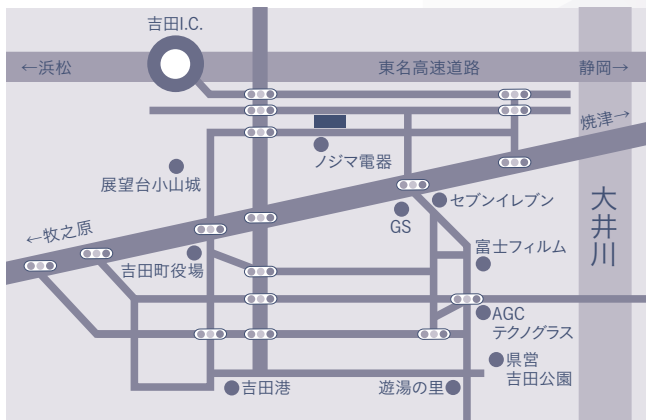 吉田I.C.
←浜松
東名高速道路
静岡→
焼津→
ノジマ電器
展望台小山城
セブンイレブン
GS
大井川
←牧之原
吉田町役場
富士フィルム
AGC
テクノグラス
県営
吉田公園
吉田港
遊湯の里